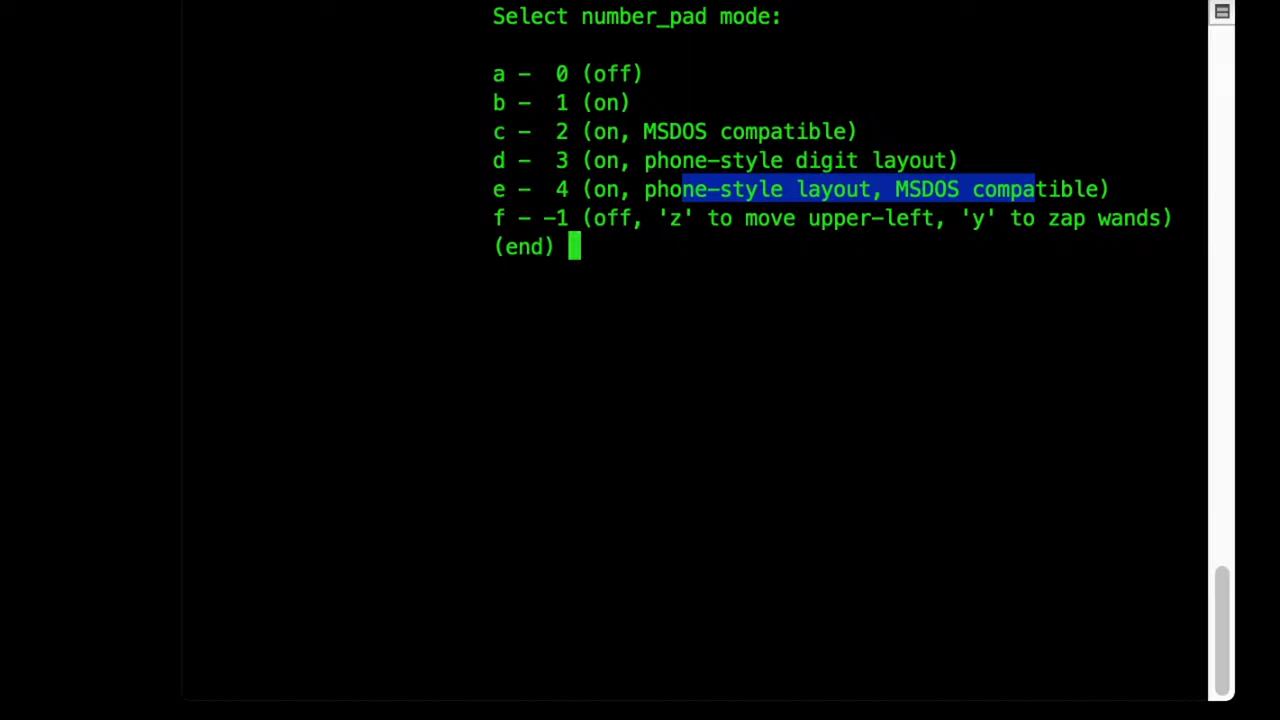 Select number_pad mode:
a -  0 (off)
b -  1 (on)
c -  2 (on, MSDOS compatible)
d -  3 (on, phone-style digit layout)
e -  4 (on, phone-style layout, MSDOS compatible)
f - -1 (off, 'z' to move upper-left, 'y' to zap wands)
(end)